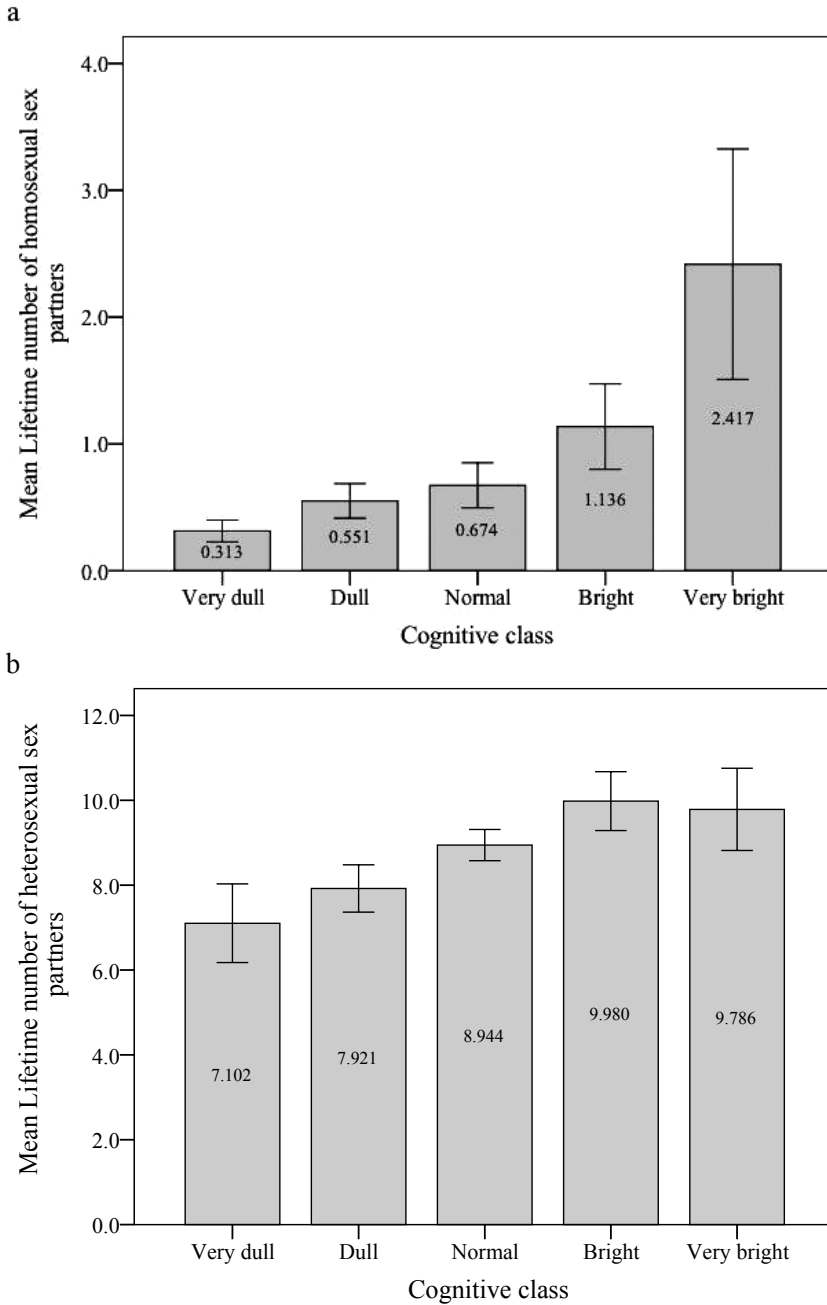 a
Mean Lifetime number of homosexual sex
partners
4.0
3.0
2.0
1.0
0.0
0.313
0.551
0.674
1.136
2.417
Very dull
Dull
Normal
Bright
Very bright
Cognitive class
b
Mean Lifetime number of heterosexual sex
partners
12.0
10.0
8.0
6.0
4.0
2.0
0.0
7.102
7.921
8.944
9.980
9.786
Very dull
Dull
Normal
Bright
Very bright
Cognitive class